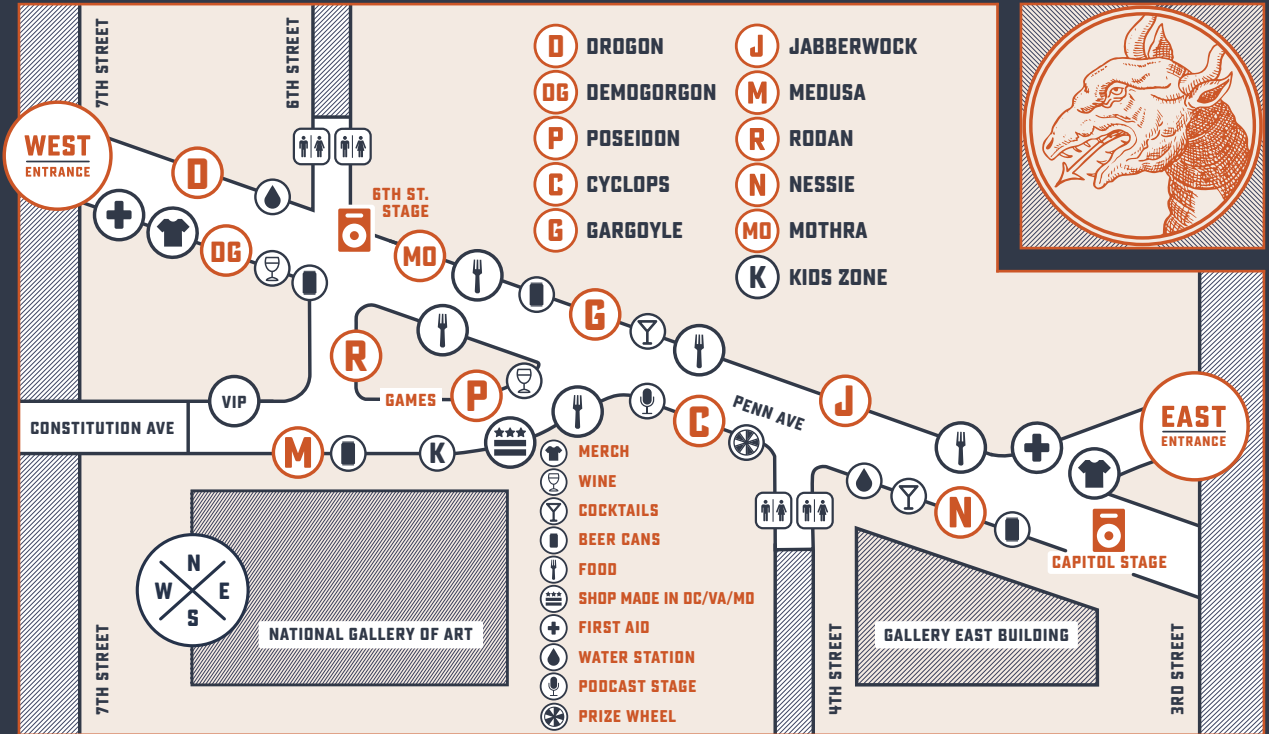 7TH STREET
6TH STREET
D DROGON
DG DEMOGORGON
P POSEIDON
C CYCLOPS
G GARGOYLE
J JABBERWOCK
M MEDUSA
R RODAN
N NESSIE
MO MOTHRA
K KIDS ZONE
WEST
ENTRANCE
D
DG
6TH ST.
STAGE
MO
G
R
GAMES
P
VIP
CONSTITUTION AVE
M
K
C
PENN AVE
J
EAST
ENTRANCE
N
CAPITOL STAGE
MERCH
WINE
COCKTAILS
BEER CANS
FOOD
SHOP MADE IN DC/VA/MD
FIRST AID
WATER STATION
PODCAST STAGE
PRIZE WHEEL
N
W E
S
NATIONAL GALLERY OF ART
GALLERY EAST BUILDING
7TH STREET
4TH STREET
3RD STREET